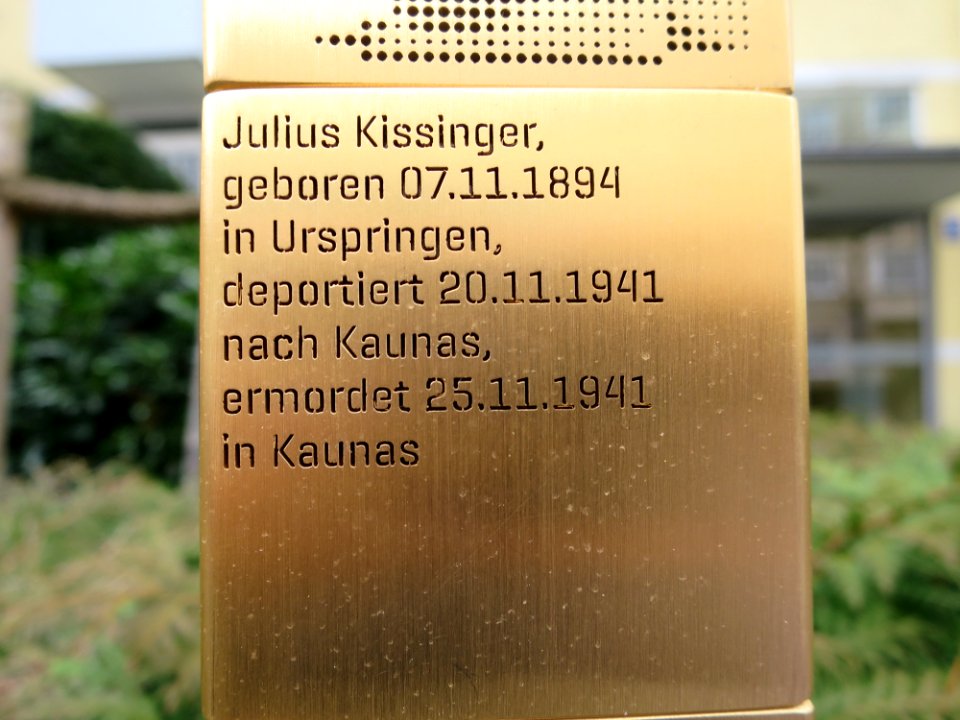 Julius Kissinger,
geboren 07.11.1894
in Urspringen,
deportiert 20.11.1941
nach Kaunas,
ermordet 25.11.1941
in Kaunas